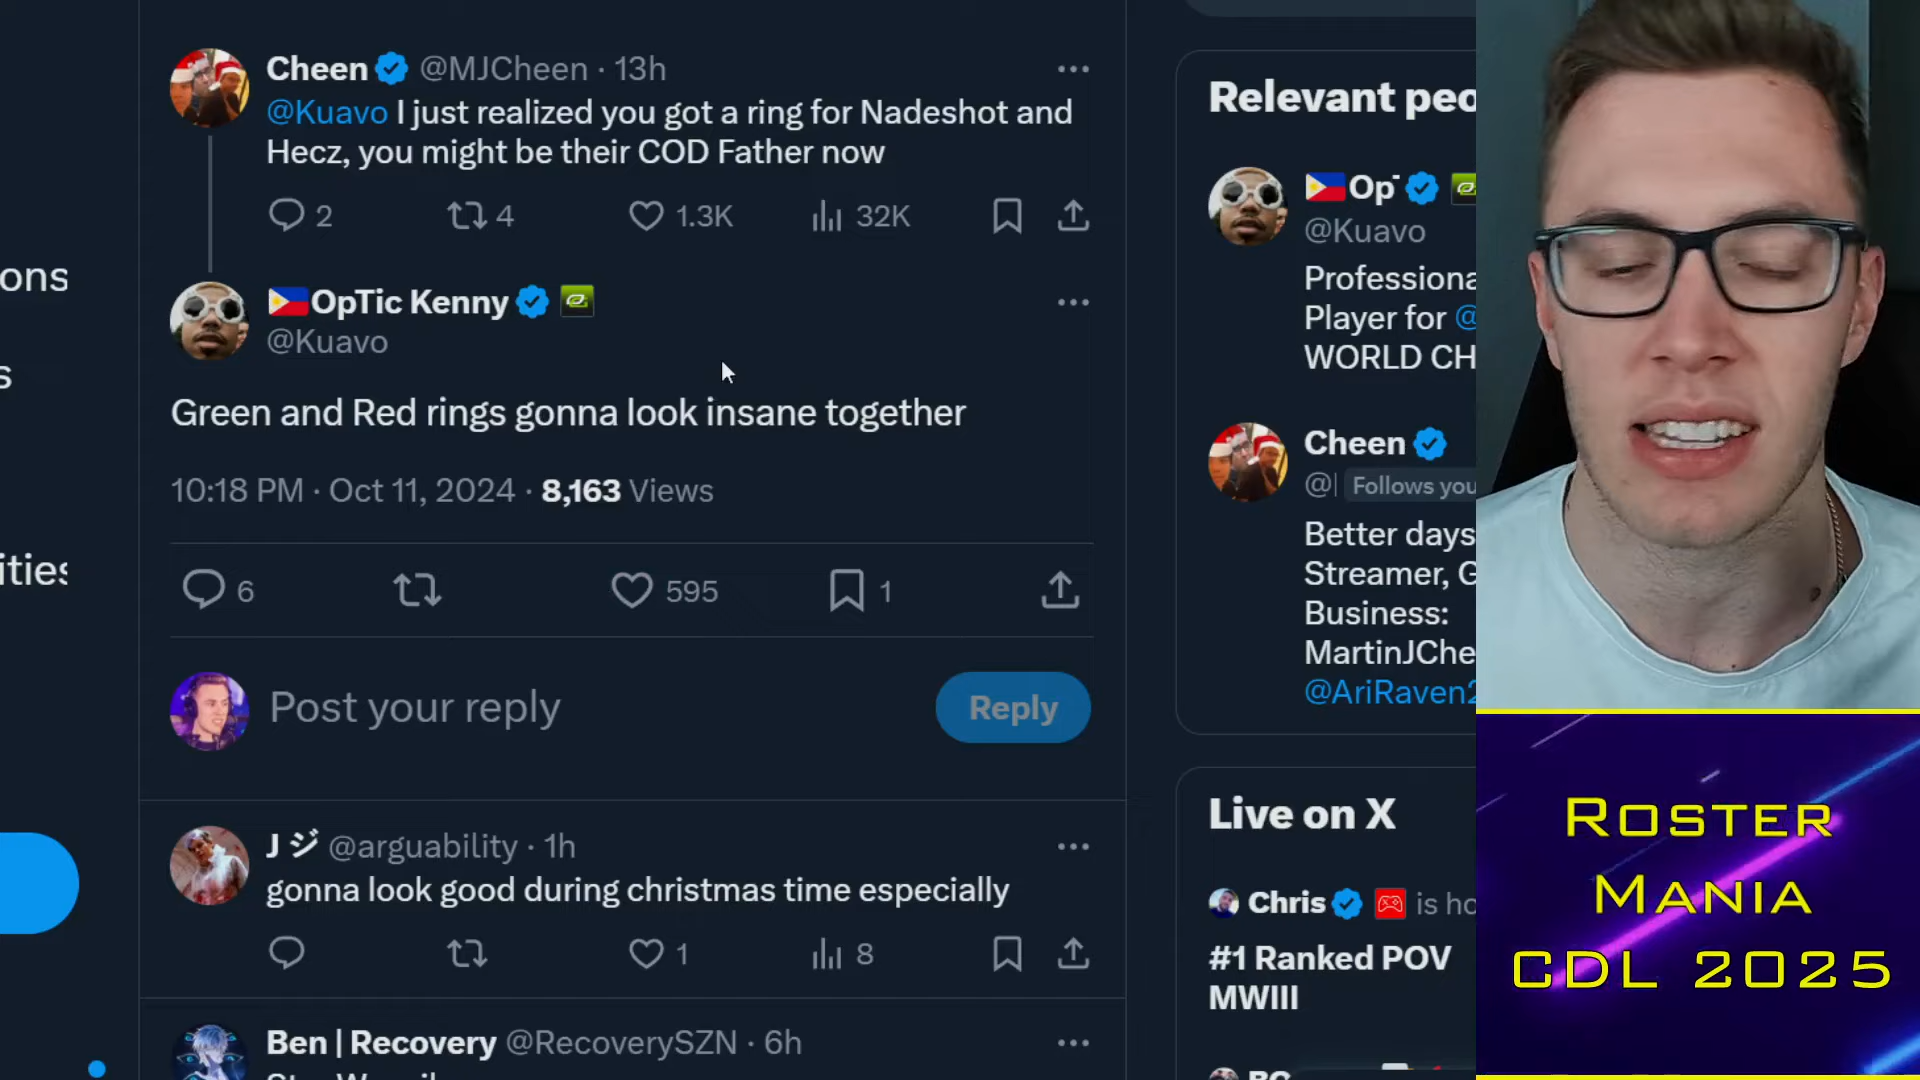 ons
s
ities
Cheen @MJCheen · 13h
@Kuavo I just realized you got a ring for Nadeshot and
Hecz, you might be their COD Father now
2 4 1.3K 32K
🇵🇭OpTic Kenny
@Kuavo
Green and Red rings gonna look insane together
10:18 PM · Oct 11, 2024 · 8,163 Views
6 595 1
Post your reply
Reply
J ジ @arguability · 1h
gonna look good during christmas time especially
1 8
Ben | Recovery @RecoverySZN · 6h
Relevant peo
🇵🇭Op
@Kuavo
Professiona
Player for @
WORLD CH
Cheen
@ Follows you
Better days
Streamer, G
Business:
MartinJChe
@AriRaven2
Live on X
Chris is ho
#1 Ranked POV
MWIII
ROSTER
MANIA
CDL 2025